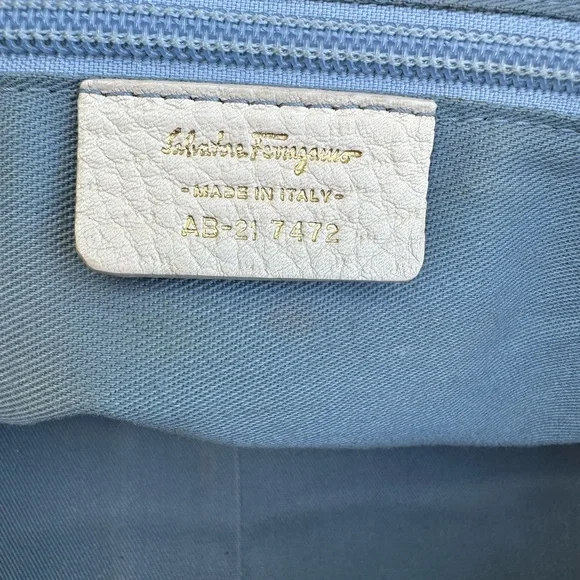 Salvatore Ferragamo
- MADE IN ITALY -
AB-21 7472